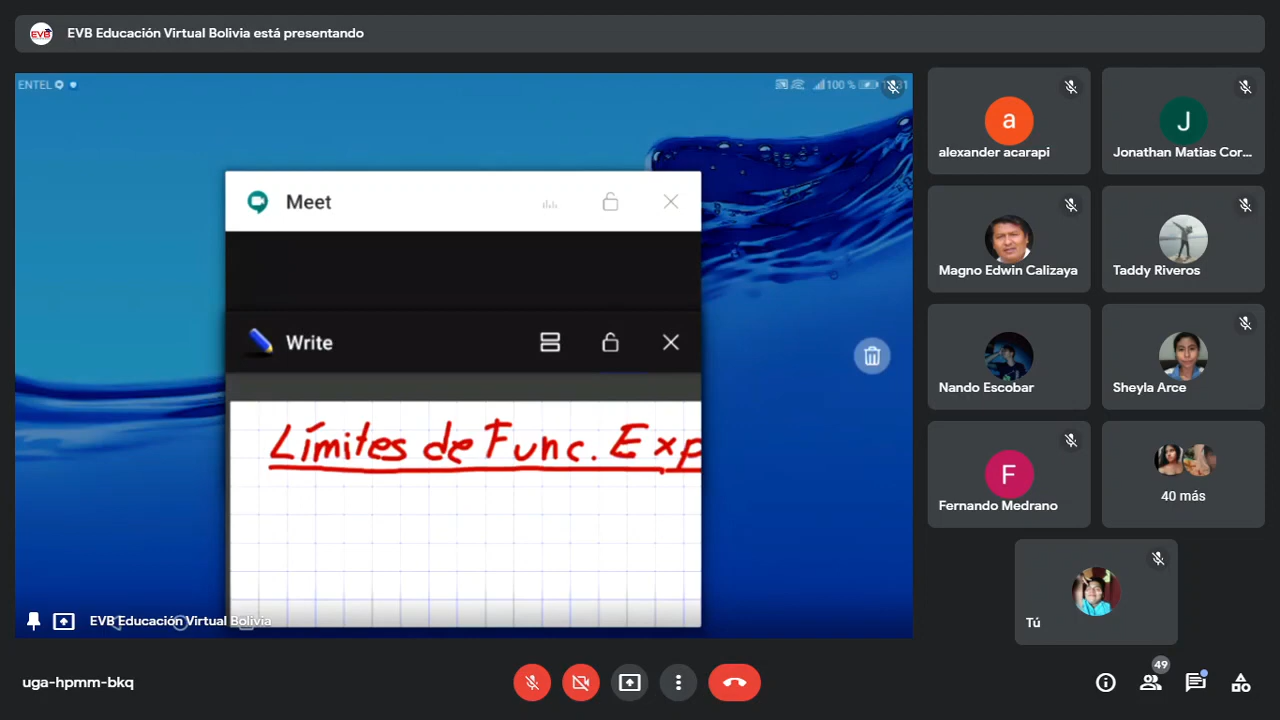 EVB Educación Virtual Bolivia está presentando
EVB
ENTEL
100 %
Meet
Write
Límites de Func. Exp
EVB Educación Virtual Bolivia
a
alexander acarapi
J
Jonathan Matias Cor...
Magno Edwin Calizaya
Taddy Riveros
Nando Escobar
Sheyla Arce
F
Fernando Medrano
40 más
Tú
uga-hpmm-bkq
49